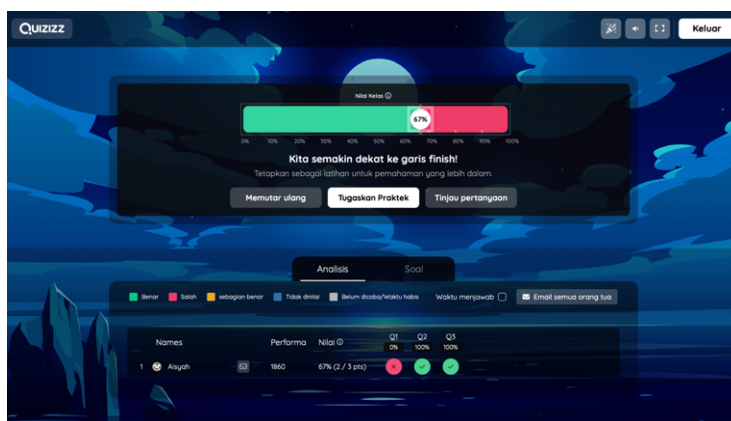 QUIZIZZ
Keluar
Nilai Kelas
67%
0% 10% 20% 30% 40% 50% 60% 70% 80% 90% 100%
Kita semakin dekat ke garis finish!
Tetapkan sebagai latihan untuk pemahaman yang lebih dalam.
Memutar ulang Tugaskan Praktek Tinjau pertanyaan
Analisis Soal
Benar Salah sebagian benar Tidak dinilai Belum dicoba/Waktu habis Waktu menjawab Email semua orang tua
Names Performa Nilai Q1 Q2 Q3
0% 100% 100%
1 Aisyah 1860 67% (2 / 3 pts)